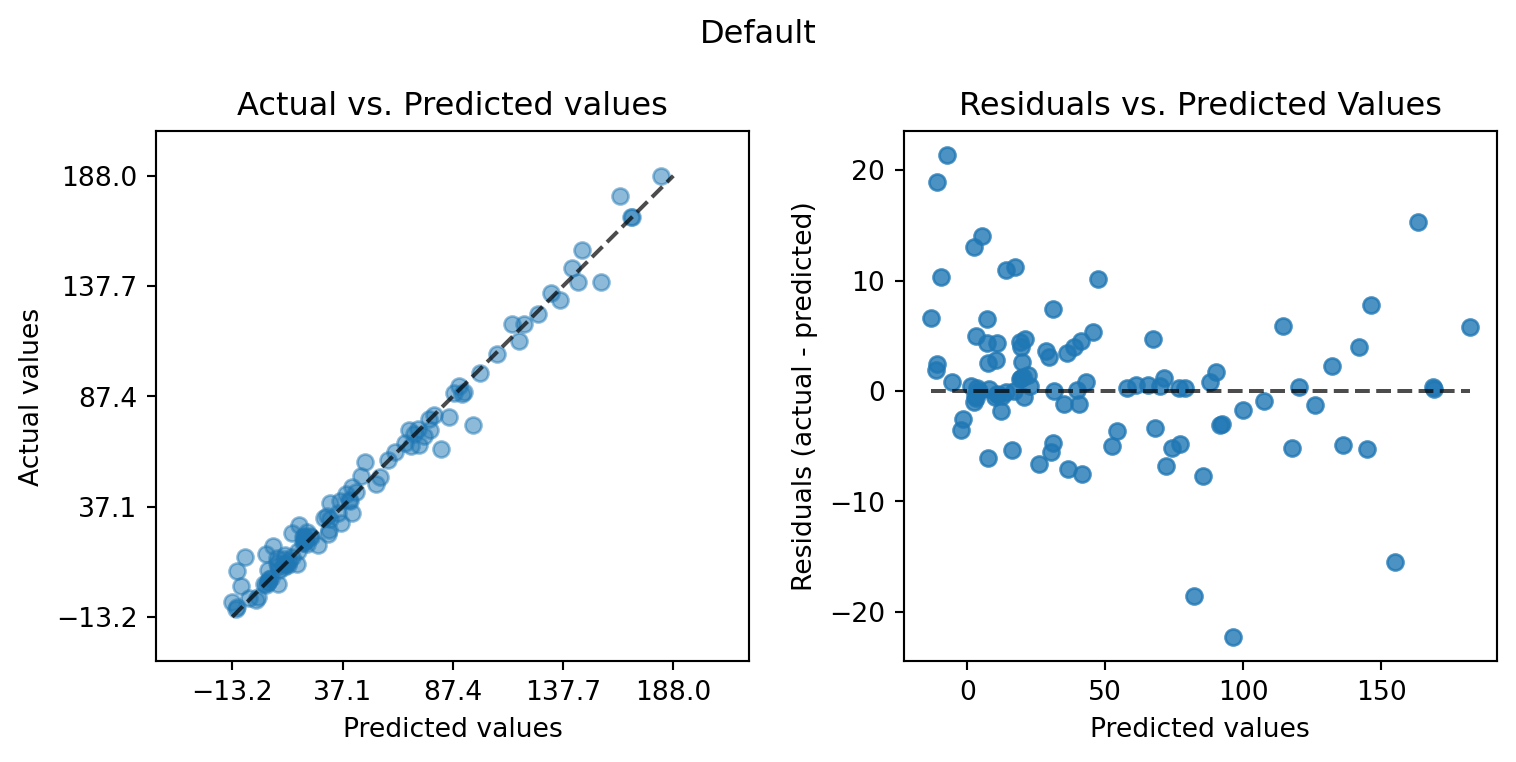 Default
Actual vs. Predicted values
Actual values
188.0
137.7
87.4
37.1
−13.2
−13.2 37.1 87.4 137.7 188.0
Predicted values
Residuals vs. Predicted Values
Residuals (actual - predicted)
20
10
0
−10
−20
0 50 100 150
Predicted values